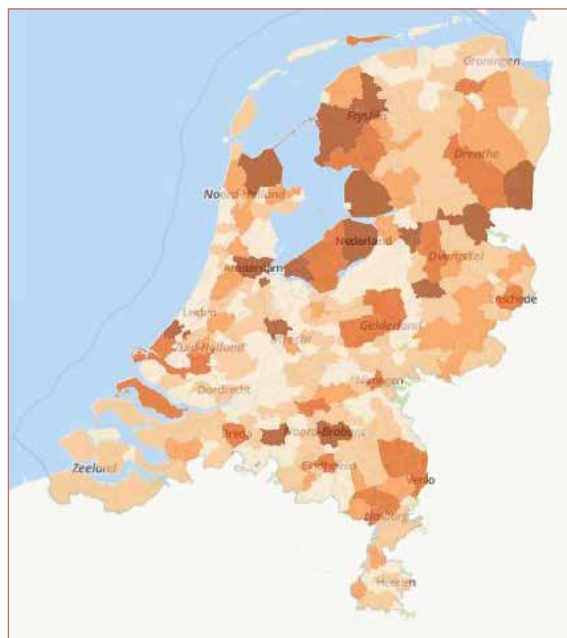 Groningen
Fryslân
Drenthe
Noord-Holland
Nederland
Amsterdam
Overijssel
Enschede
Leiden
Gelderland
Utrecht
Zuid-Holland
Nijmegen
Dordrecht
Breda
Noord-Brabant
Zeeland
Eindhoven
Venlo
Limburg
Heerlen